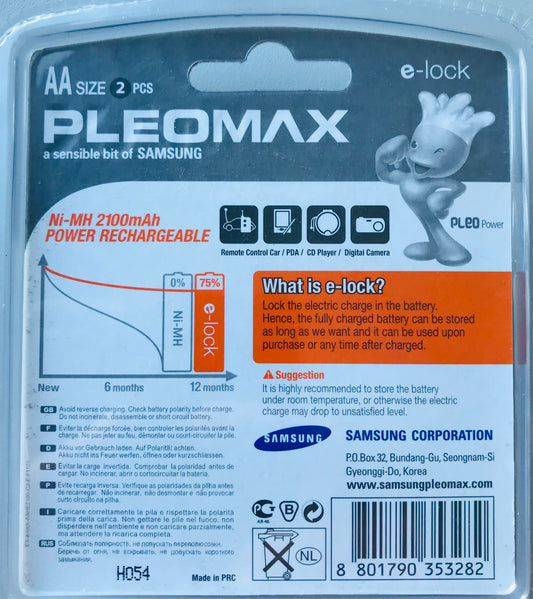 AA SIZE 2 PCS
e-lock
PLEOMAX
a sensible bit of SAMSUNG
PLEO Power
Ni-MH 2100mAh
POWER RECHARGEABLE
Remote Control Car / PDA / CD Player / Digital Camera
0%
75%
Ni-MH
e-lock
New 6 months 12 months
What is e-lock?
Lock the electric charge in the battery.
Hence, the fully charged battery can be stored
as long as we want and it can be used upon
purchase or any time after charged.
Suggestion
It is highly recommended to store the battery
under room temperature, or otherwise the electric
charge may drop to unsatisfied level.
GB Avoid reverse charging. Check battery polarity before charge.
Do not incinerate, disassemble or short circuit battery.
F Eviter la décharge forcée, bien controler les polarités avant la
charge. Ne pas jeter au feu, démonter ou court-circuiter la pile.
D Akku vor Gebrauch laden. Auf Polarität achten.
Akku nicht ins Feuer werfen, öffnen oder kurzschliessen.
E Evitar la carge invertida. Comprobar la polaridad antes de
cargar. No incinerar, abrir o cortocircuitar la bateria.
P Evite recarga Inversa. Verifique as polaridades da pilha antes
de recarregar. Não incinerar, não desmontar e não provocar
curto circuito na pilha.
I Caricare correttamente la pila e rispettare la polarità
prima della carica. Non gettare le pile nel fuoco, non
disperdere nell'ambiente e non caricare parzialmente,
ma attendere la ricarica completa.
RUS Соблюдать полярность, не допускать переполюсовки.
Беречь от огня, не вскрывать, не допускать короткого
замыкания.
H054
Made in PRC
SAMSUNG
SAMSUNG CORPORATION
P.O.Box 32, Bundang-Gu, Seongnam-Si
Gyeonggi-Do, Korea
www.samsungpleomax.com
B
NL
8 801790 353282